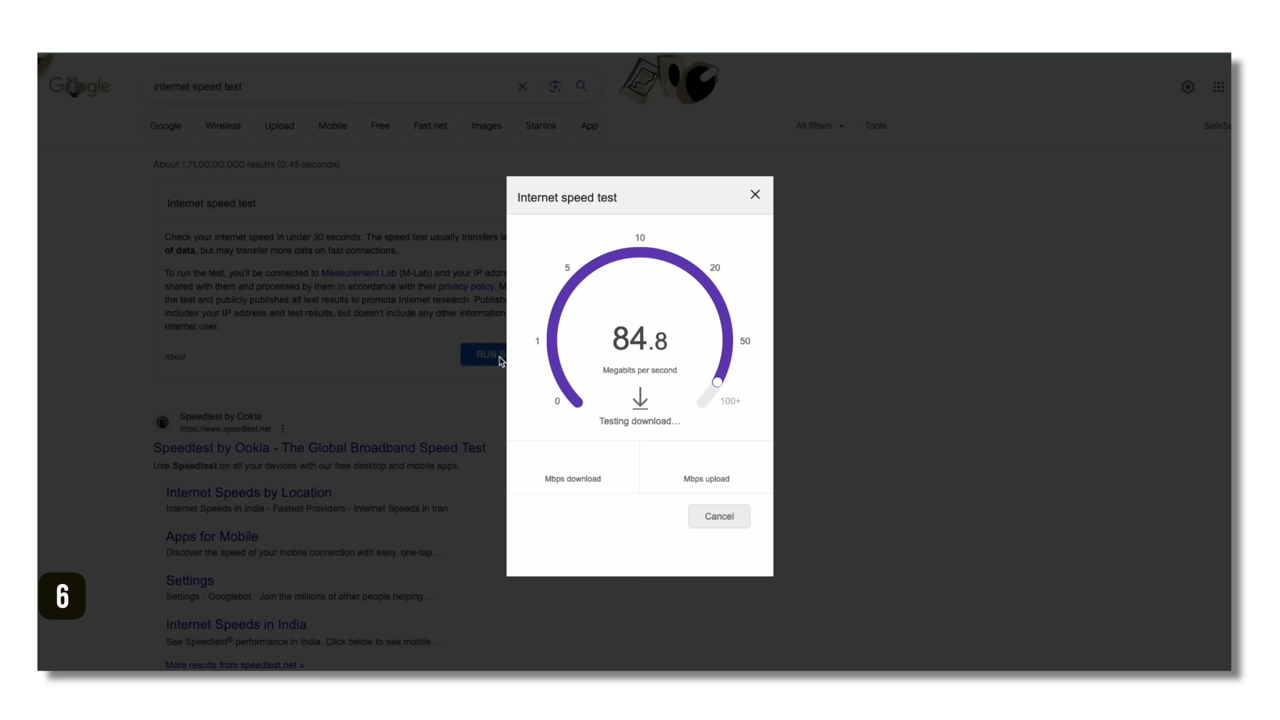 Google
internet speed test
Google Wireless Upload Mobile Free Fast net Images Starlink App All filters Tools SafeSe
About 1,71,00,00,000 results (0.45 seconds)
Internet speed test
Check your Internet speed in under 30 seconds. The speed test usually transfers le
of data, but may transfer more data on fast connections.
To run the test, you'll be connected to Measurement Lab (M-Lab) and your IP addr
shared with them and processed by them in accordance with their privacy policy. M
the test and publicly publishes all test results to promote Internet research. Publish
includes your IP address and test results, but doesn't include any other information
Internet user.
About
RUN S
Speedtest by Ookla
https://www.speedtest.net
Speedtest by Ookla - The Global Broadband Speed Test
Use Speedtest on all your devices with our free desktop and mobile apps.
Internet Speeds by Location
Internet Speeds in India - Fastest Providers - Internet Speeds in Iran
Apps for Mobile
Discover the speed of your mobile connection with easy, one-tap ...
Settings
Settings · Googlebot · Join the millions of other people helping ...
Internet Speeds in India
See Speedtest® performance in India. Click below to see mobile ...
More results from speedtest.net »
6
Internet speed test
10
5
20
1
84.8
50
Megabits per second
0
100+
Testing download...
Mbps download
Mbps upload
Cancel